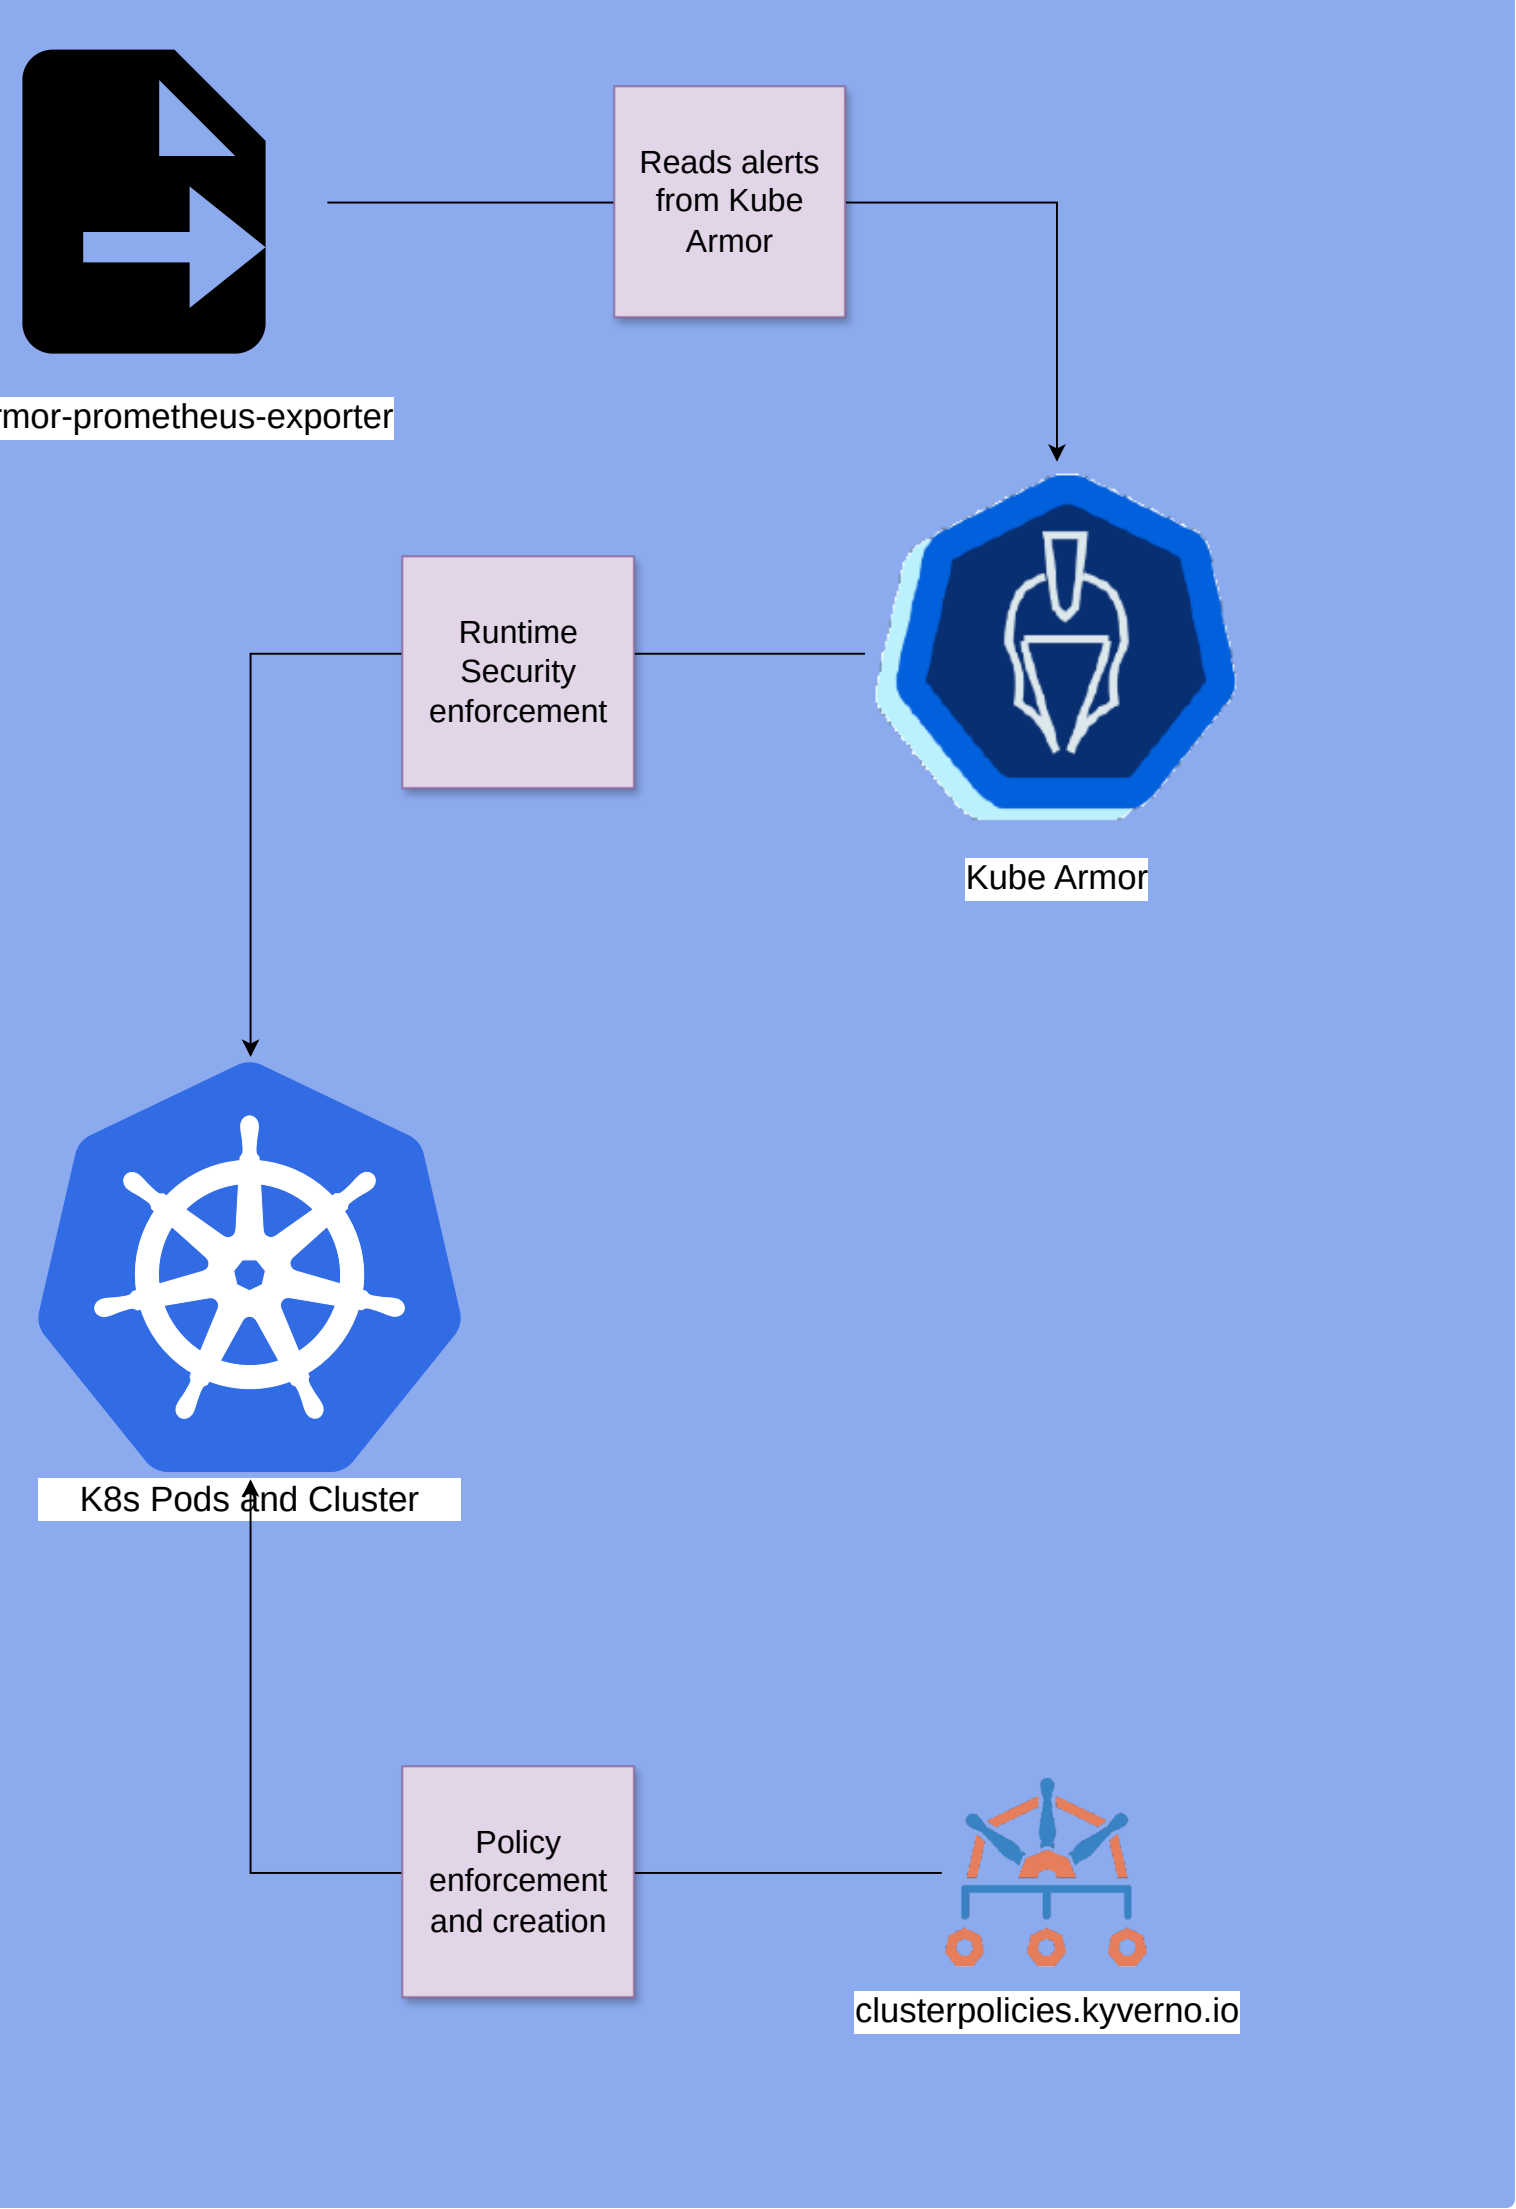 Reads alerts
from Kube
Armor
rmor-prometheus-exporter
Runtime
Security
enforcement
Kube Armor
K8s Pods and Cluster
Policy
enforcement
and creation
clusterpolicies.kyverno.io